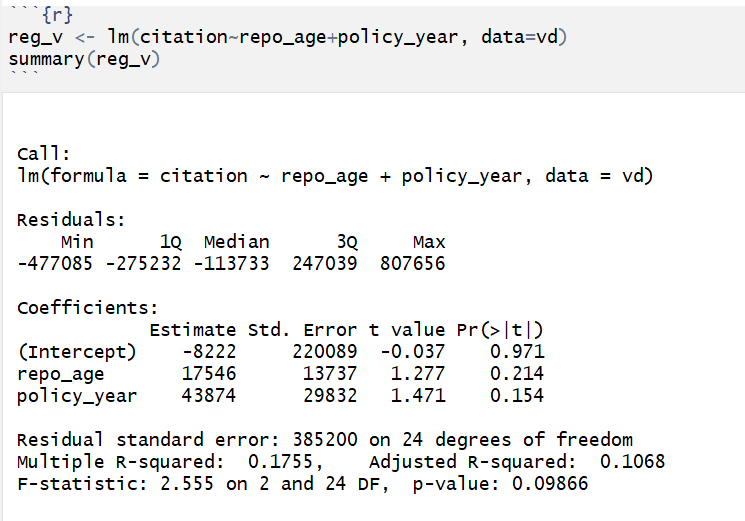 ```{r}
reg_v <- lm(citation~repo_age+policy_year, data=vd)
summary(reg_v)
```
Call:
lm(formula = citation ~ repo_age + policy_year, data = vd)
Residuals:
    Min      1Q  Median      3Q     Max
-477085 -275232 -113733  247039  807656
Coefficients:
            Estimate Std. Error t value Pr(>|t|)
(Intercept)    -8222     220089  -0.037    0.971
repo_age       17546      13737   1.277    0.214
policy_year    43874      29832   1.471    0.154
Residual standard error: 385200 on 24 degrees of freedom
Multiple R-squared:  0.1755,    Adjusted R-squared:  0.1068
F-statistic: 2.555 on 2 and 24 DF,  p-value: 0.09866